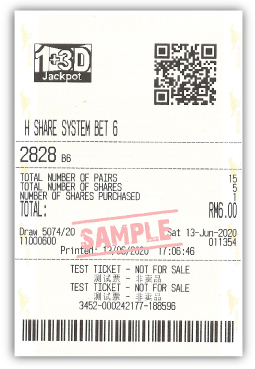 1+3D
Jackpot
H SHARE SYSTEM BET 6
2828 B6
TOTAL NUMBER OF PAIRS 15
TOTAL NUMBER OF SHARES 5
NUMBER OF SHARES PURCHASED 1
TOTAL: RM6.00
SAMPLE
Draw 5074/20 Sat 13-Jun-2020
11000600 011354
Printed: 13/06/2020 17:06:46
TEST TICKET - NOT FOR SALE
测试票 - 非卖品
TEST TICKET - NOT FOR SALE
测试票 - 非卖品
3452-000242177-188596